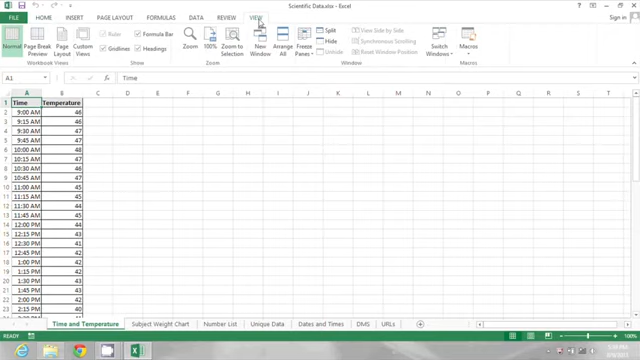 Scientific Data.xlsx - Excel
FILE HOME INSERT PAGE LAYOUT FORMULAS DATA REVIEW VIEW Sign in
Normal Page Break Preview Page Layout Custom Views
Ruler Formula Bar
Gridlines Headings
Zoom 100% Zoom to Selection
New Window Arrange All Freeze Panes
Split View Side by Side
Hide Synchronous Scrolling
Unhide Reset Window Position
Switch Windows Macros
Workbook Views Show Zoom Window Macros
A1 fx Time
A B C D E F G H I J K L M N O P Q R S T
1 Time Temperature
2 9:00 AM 46
3 9:15 AM 46
4 9:30 AM 47
5 9:45 AM 47
6 10:00 AM 48
7 10:15 AM 47
8 10:30 AM 46
9 10:45 AM 47
10 11:00 AM 45
11 11:15 AM 45
12 11:30 AM 44
13 11:45 AM 45
14 12:00 PM 44
15 12:15 PM 43
16 12:30 PM 41
17 12:45 PM 42
18 1:00 PM 41
19 1:15 PM 42
20 1:30 PM 43
21 1:45 PM 43
22 2:00 PM 42
23 2:15 PM 40
Time and Temperature Subject Weight Chart Number List Unique Data Dates and Times DMS URLs
READY 100%